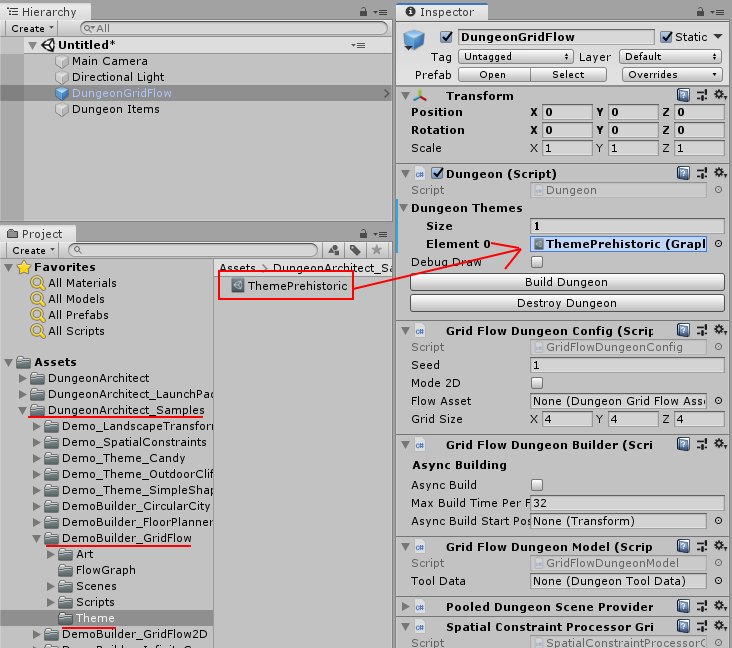 Hierarchy
Create
All
Untitled*
Main Camera
Directional Light
DungeonGridFlow
Dungeon Items
Project
Create
Favorites
All Materials
All Models
All Prefabs
All Scripts
Assets
DungeonArchitect
DungeonArchitect_LaunchPad
DungeonArchitect_Samples
Demo_LandscapeTransforn
Demo_SpatialConstraints
Demo_Theme_Candy
Demo_Theme_OutdoorClif
Demo_Theme_SimpleShap
DemoBuilder_CircularCity
DemoBuilder_FloorPlanner
DemoBuilder_GridFlow
Art
FlowGraph
Scenes
Scripts
Theme
DemoBuilder_GridFlow2D
Assets > DungeonArchitect_Sa
ThemePrehistoric
Inspector
DungeonGridFlow
Static
Tag Untagged Layer Default
Prefab Open Select Overrides
Transform
Position X 0 Y 0 Z 0
Rotation X 0 Y 0 Z 0
Scale X 1 Y 1 Z 1
Dungeon (Script)
Script Dungeon
Dungeon Themes
Size 1
Element 0 ThemePrehistoric (Grapl
Debug Draw
Build Dungeon
Destroy Dungeon
Grid Flow Dungeon Config (Scrip
Script GridFlowDungeonConfig
Seed 1
Mode 2D
Flow Asset None (Dungeon Grid Flow Asse
Grid Size X 4 Y 4 Z 4
Grid Flow Dungeon Builder (Scri
Async Building
Async Build
Max Build Time Per F 32
Async Build Start Pos None (Transform)
Grid Flow Dungeon Model (Scrip
Script GridFlowDungeonModel
Tool Data None (Dungeon Tool Data)
Pooled Dungeon Scene Provider
Spatial Constraint Processor Gri
Script SpatialConstraintProcessorG